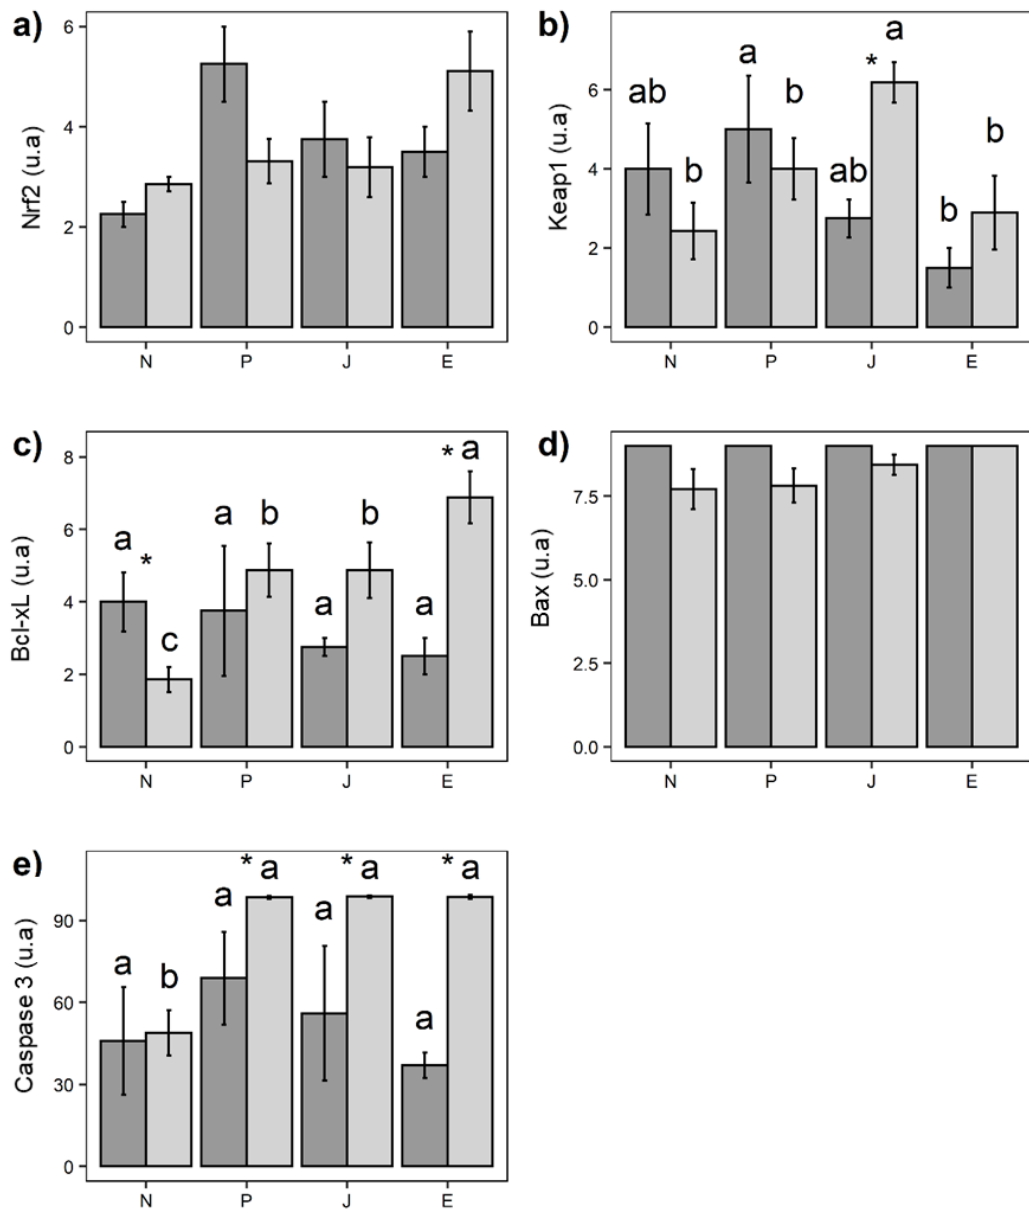 a)
Nrf2 (u.a)
6
4
2
0
N P J E
b)
Keap1 (u.a)
6
4
2
0
ab b a b ab * a b b
N P J E
c)
Bcl-xL (u.a)
8
6
4
2
0
a * c a b a b a * a
N P J E
d)
Bax (u.a)
7.5
5.0
2.5
0.0
N P J E
e)
Caspase 3 (u.a)
90
60
30
0
a b a * a a * a a * a
N P J E